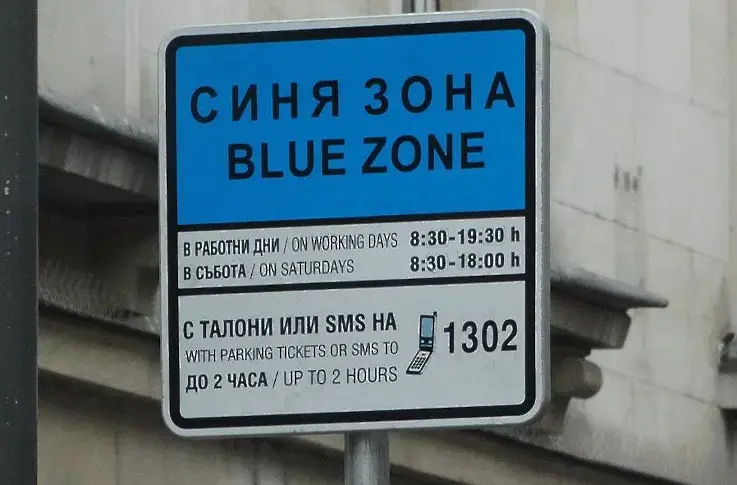 СИНЯ ЗОНА
BLUE ZONE
В РАБОТНИ ДНИ / ON WORKING DAYS 8:30-19:30 h
В СЪБОТА / ON SATURDAYS 8:30-18:00 h
С ТАЛОНИ ИЛИ SMS НА
WITH PARKING TICKETS OR SMS TO
1302
ДО 2 ЧАСА / UP TO 2 HOURS